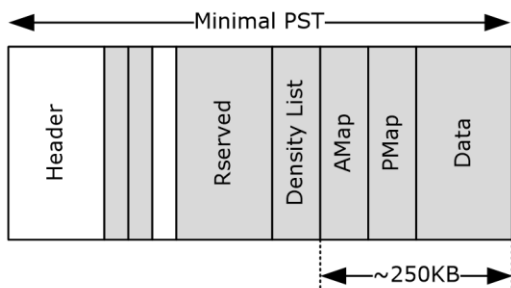 Minimal PST
Header
Rserved
Density List
AMap
PMap
Data
~250KB